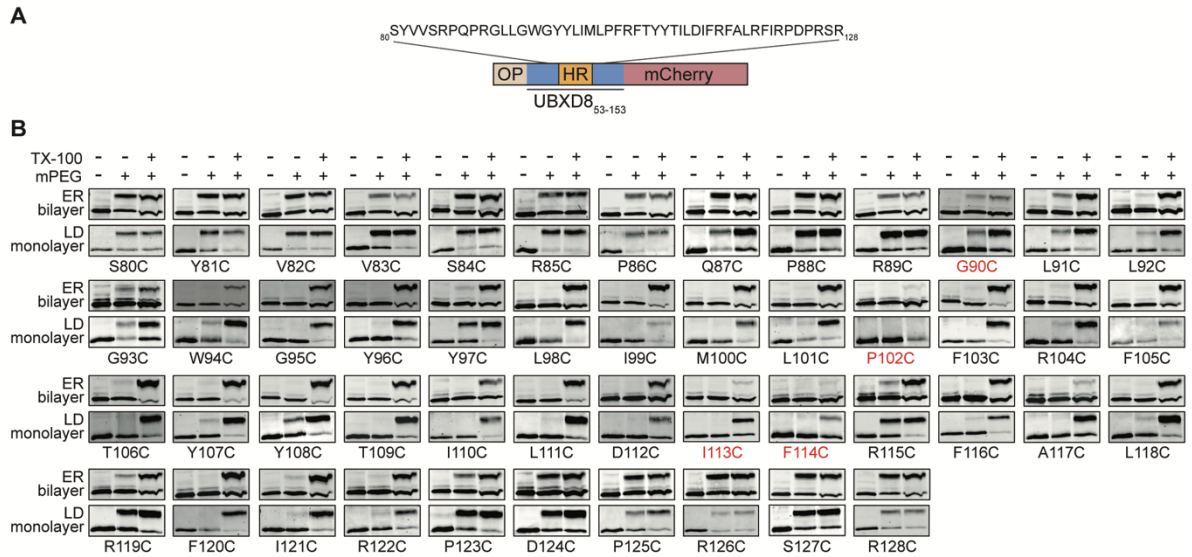 A
80SYVVSRPQPRGLLGWGYYLIMLPFRFTYYTILDIFRFALRFIRPDPRSR128
OP HR mCherry
UBXD853-153
B
TX-100 - - + - - + - - + - - + - - + - - + - - + - - + - - + - - + - - + - - + - - +
mPEG - + + - + + - + + - + + - + + - + + - + + - + + - + + - + + - + + - + + - + +
ER
bilayer
LD
monolayer
S80C Y81C V82C V83C S84C R85C P86C Q87C P88C R89C G90C L91C L92C
ER
bilayer
LD
monolayer
G93C W94C G95C Y96C Y97C L98C I99C M100C L101C P102C F103C R104C F105C
ER
bilayer
LD
monolayer
T106C Y107C Y108C T109C I110C L111C D112C I113C F114C R115C F116C A117C L118C
ER
bilayer
LD
monolayer
R119C F120C I121C R122C P123C D124C P125C R126C S127C R128C